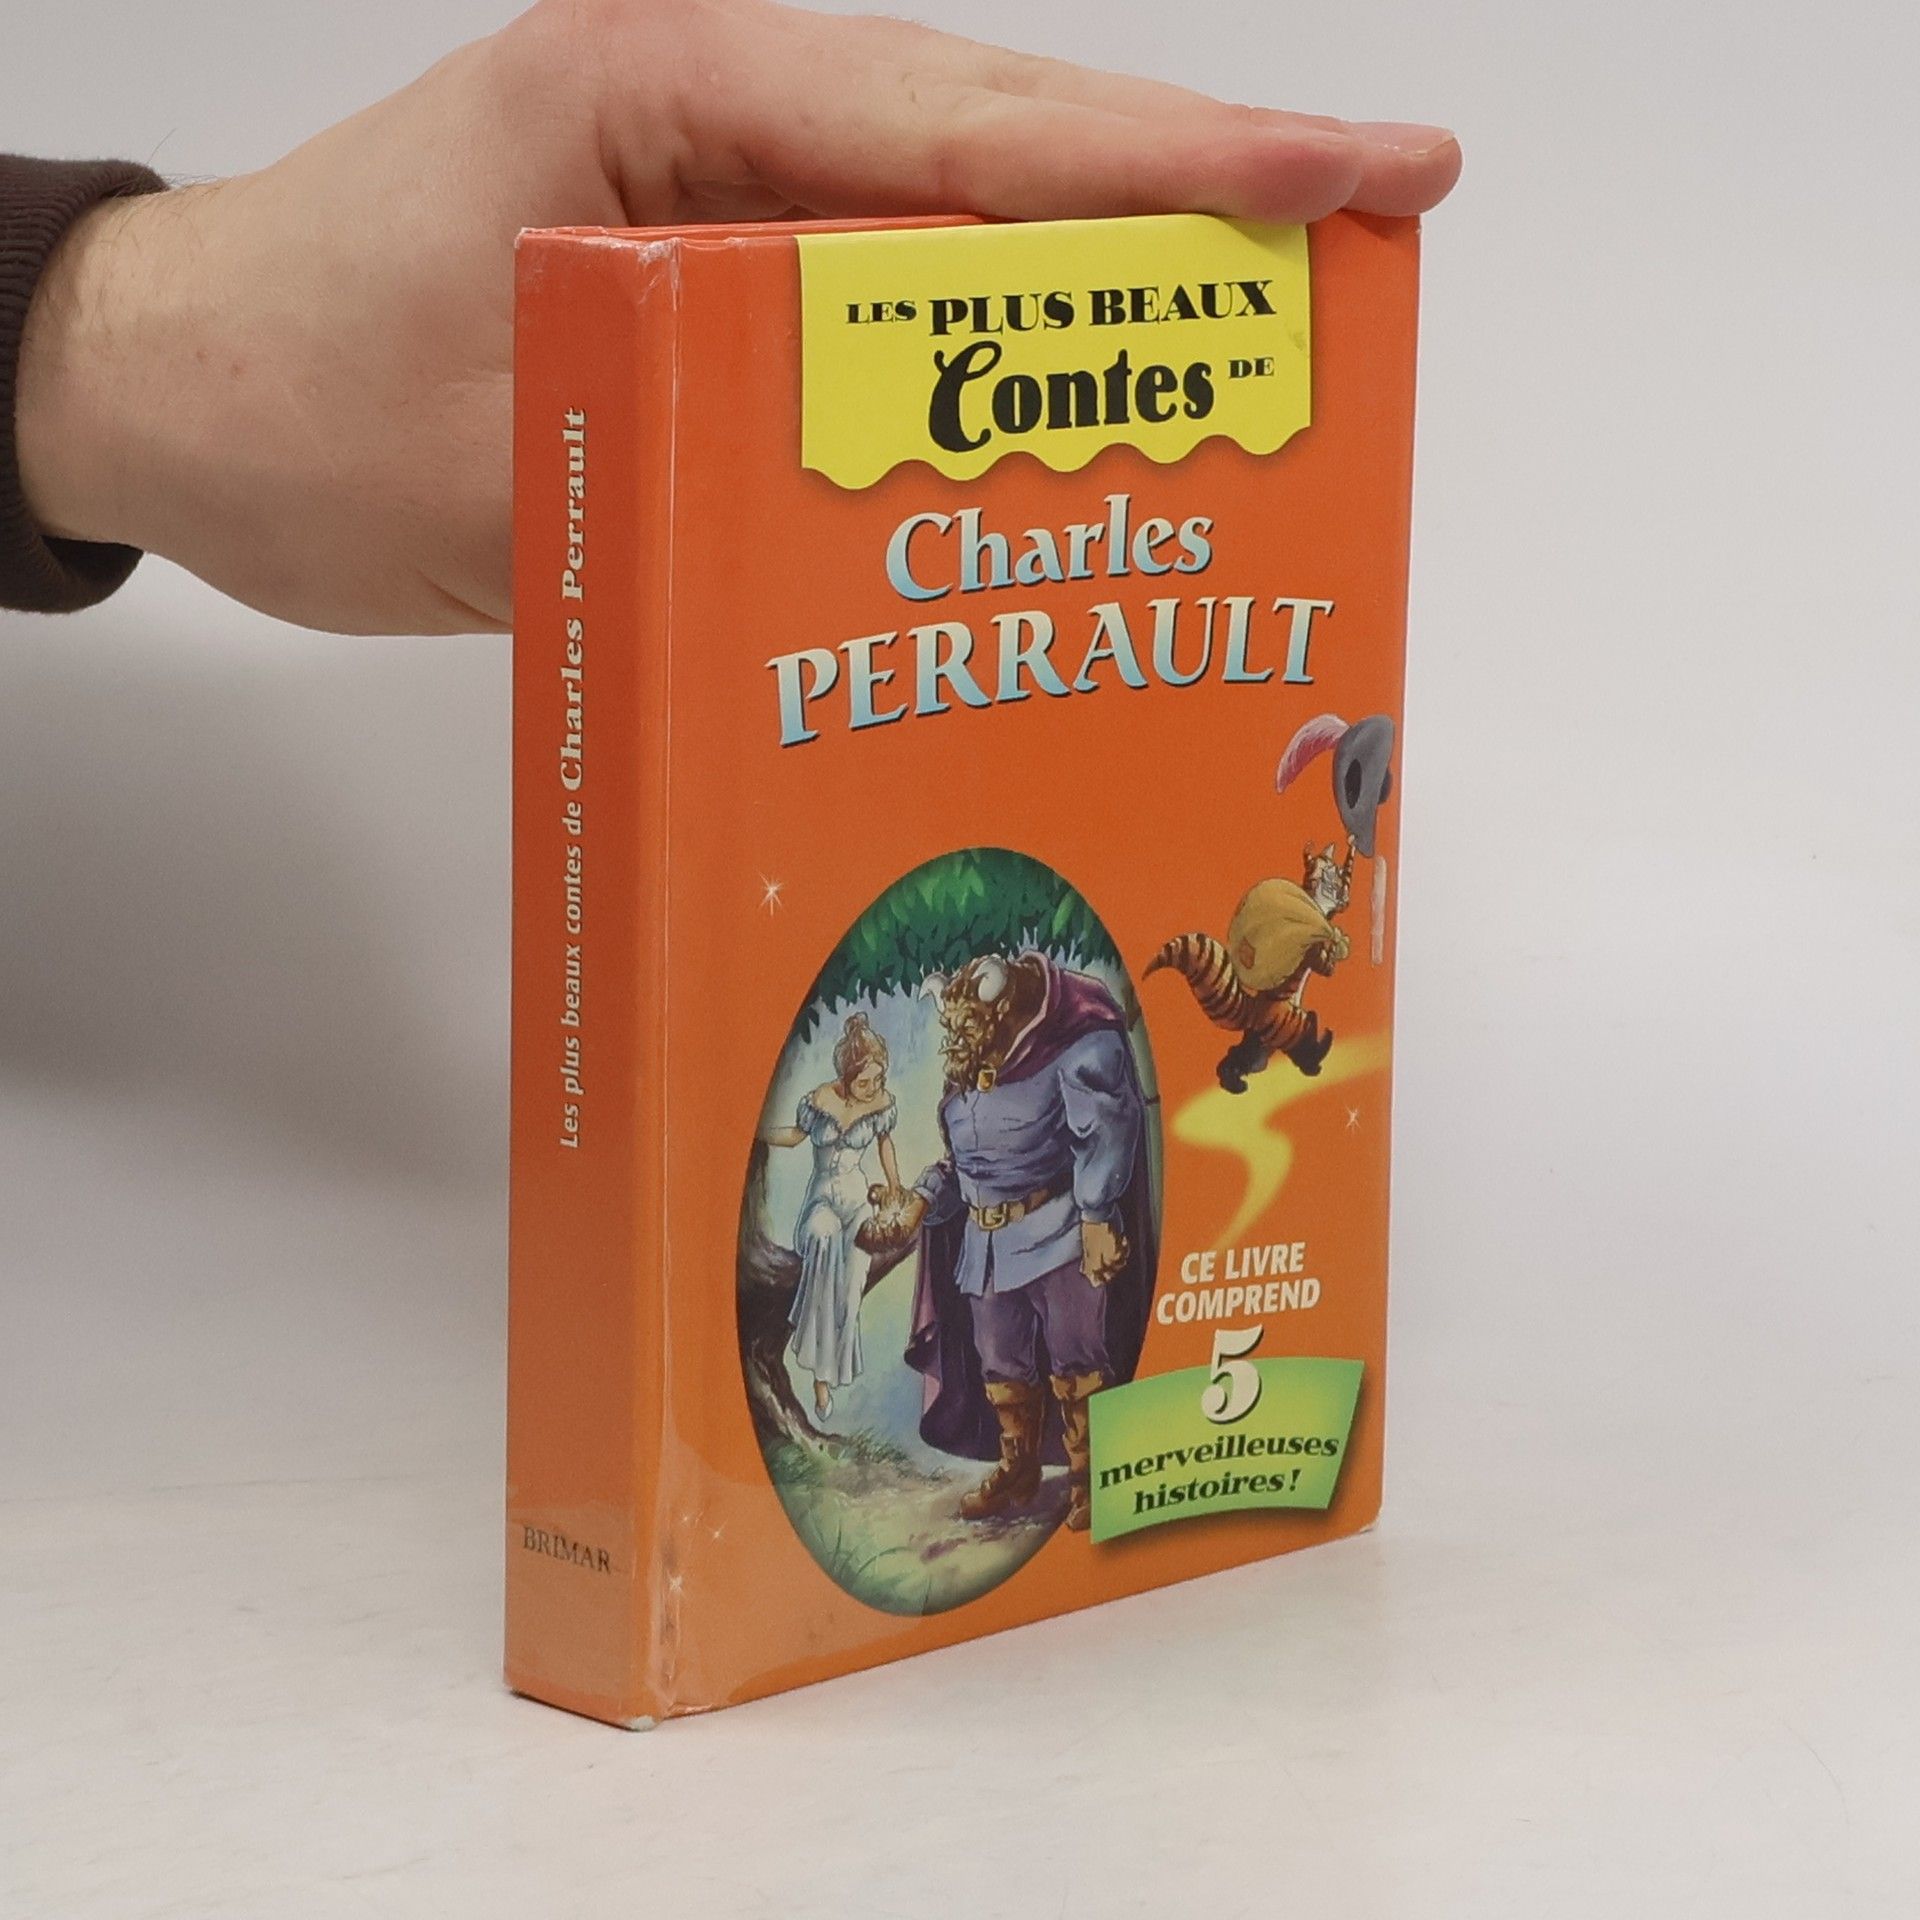 LES PLUS BEAUX
Contes DE
Charles
PERRAULT
CE LIVRE
COMPREND
5
merveilleuses
histoires!
Les plus beaux contes de Charles Perrault
BRIMAR